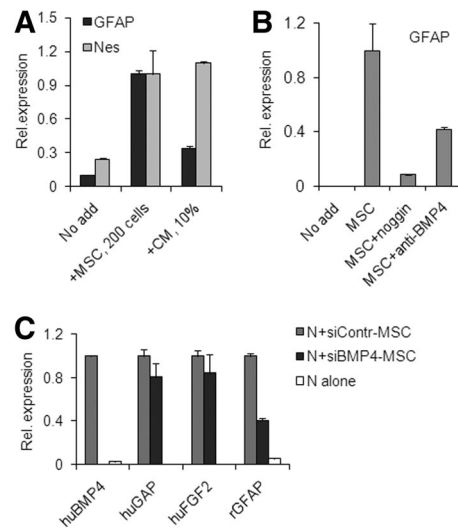 A
GFAP
Nes
Rel.expression
1.5
1.2
0.9
0.6
0.3
0
No add
+MSC, 200 cells
+CM, 10%
B
GFAP
Rel.expression
1.2
0.8
0.4
0
No add
MSC
MSC+noggin
MSC+anti-BMP4
C
N+siContr-MSC
N+siBMP4-MSC
N alone
Rel. expression
1.2
0.8
0.4
0
huBMP4
huGAP
huFGF2
rGFAP